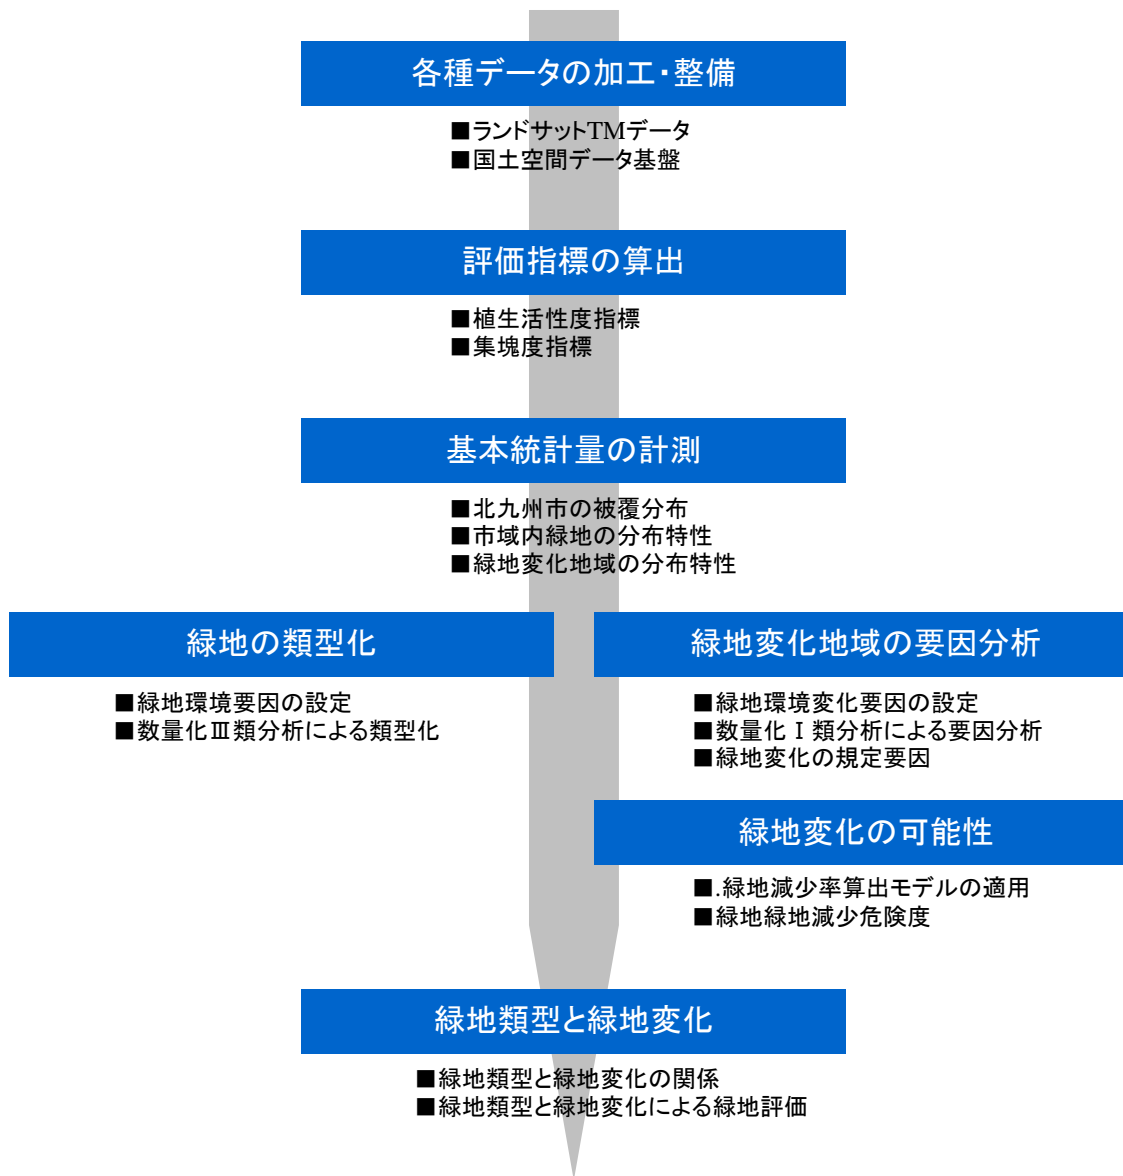 各種データの加工・整備
■ランドサットTMデータ
■国土空間データ基盤
評価指標の算出
■植生活性度指標
■集塊度指標
基本統計量の計測
■北九州市の被覆分布
■市域内緑地の分布特性
■緑地変化地域の分布特性
緑地の類型化
■緑地環境要因の設定
■数量化Ⅲ類分析による類型化
緑地変化地域の要因分析
■緑地環境変化要因の設定
■数量化Ⅰ類分析による要因分析
■緑地変化の規定要因
緑地変化の可能性
■.緑地減少率算出モデルの適用
■緑地緑地減少危険度
緑地類型と緑地変化
■緑地類型と緑地変化の関係
■緑地類型と緑地変化による緑地評価